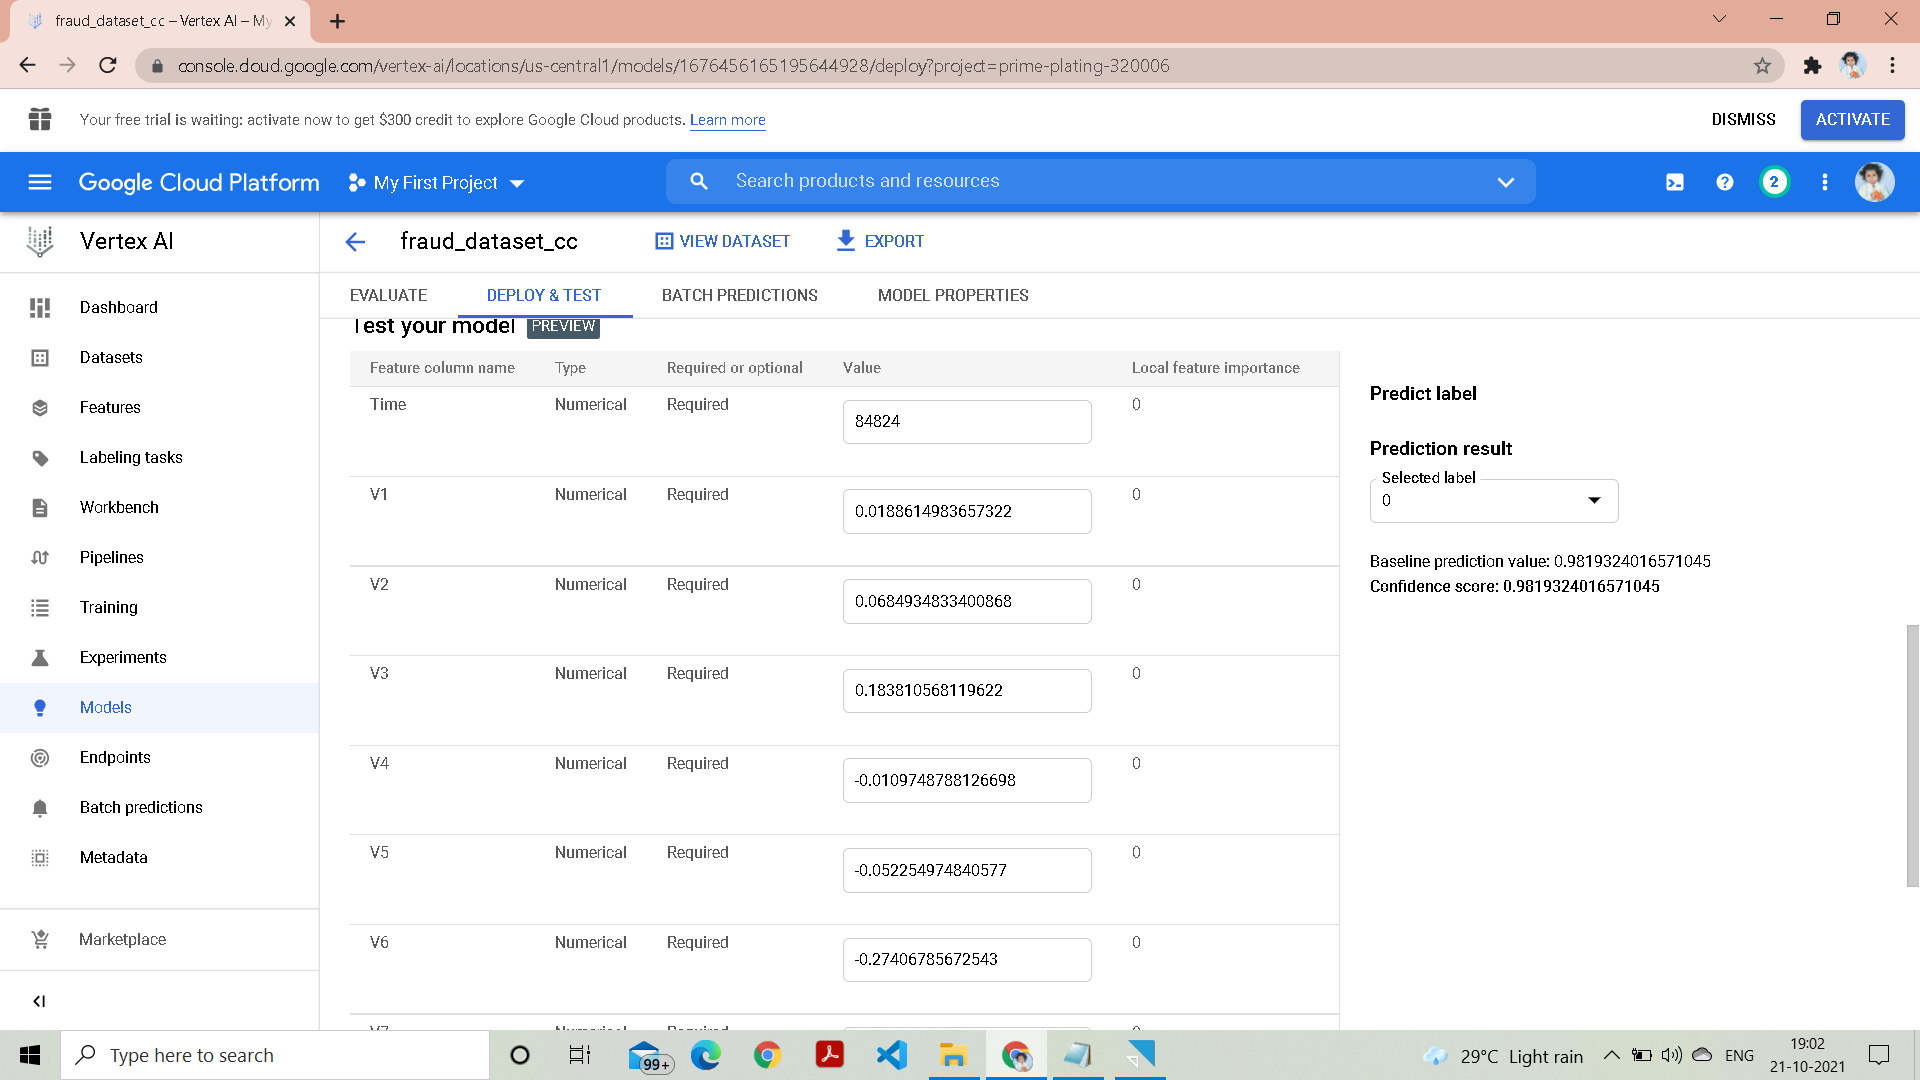 fraud_dataset_cc – Vertex AI – My
console.cloud.google.com/vertex-ai/locations/us-central1/models/1676456165195644928/deploy?project=prime-plating-320006
Your free trial is waiting: activate now to get $300 credit to explore Google Cloud products. Learn more
DISMISS
ACTIVATE
Google Cloud Platform
My First Project
Search products and resources
2
Vertex AI
fraud_dataset_cc
VIEW DATASET
EXPORT
EVALUATE
DEPLOY & TEST
BATCH PREDICTIONS
MODEL PROPERTIES
Dashboard
Datasets
Features
Labeling tasks
Workbench
Pipelines
Training
Experiments
Models
Endpoints
Batch predictions
Metadata
Marketplace
Test your model PREVIEW
Feature column name Type Required or optional Value Local feature importance
Time Numerical Required 84824 0
V1 Numerical Required 0.0188614983657322 0
V2 Numerical Required 0.0684934833400868 0
V3 Numerical Required 0.183810568119622 0
V4 Numerical Required -0.0109748788126698 0
V5 Numerical Required -0.052254974840577 0
V6 Numerical Required -0.27406785672543 0
Predict label
Prediction result
Selected label
0
Baseline prediction value: 0.9819324016571045
Confidence score: 0.9819324016571045
Type here to search
99+
29°C Light rain
ENG
19:02
21-10-2021